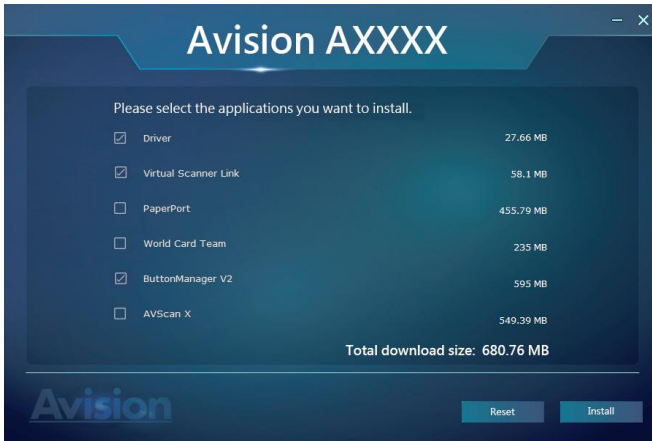 Avision AXXXX
Please select the applications you want to install.
Driver 27.66 MB
Virtual Scanner Link 58.1 MB
PaperPort 455.79 MB
World Card Team 235 MB
ButtonManager V2 595 MB
AVScan X 549.39 MB
Total download size: 680.76 MB
Avision
Reset Install